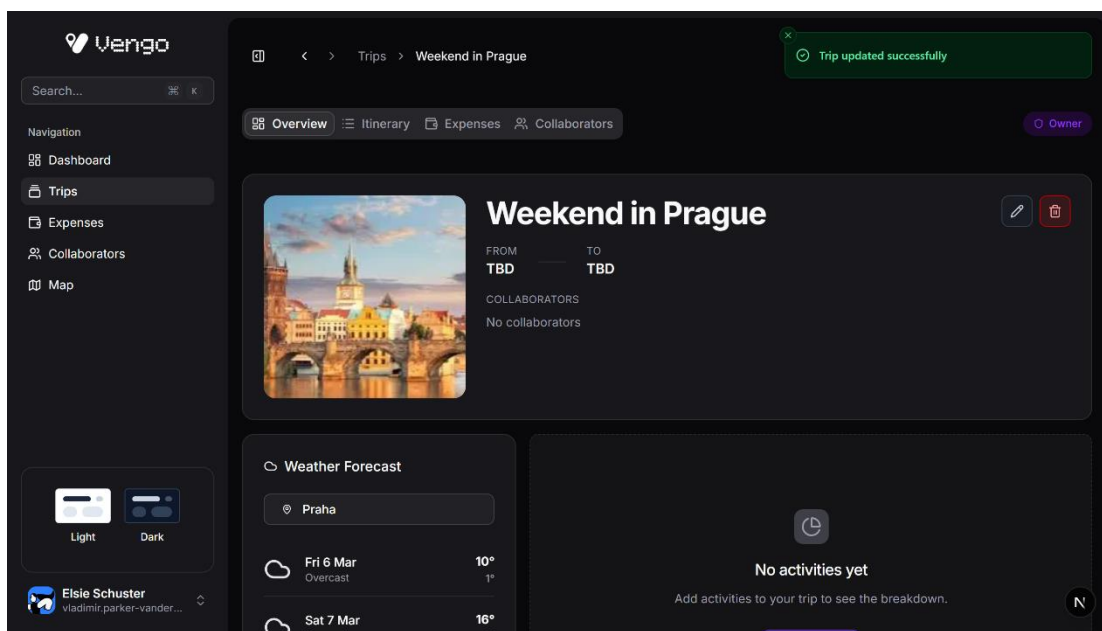 Vengo
Search... ⌘ K
Navigation
Dashboard
Trips
Expenses
Collaborators
Map
Light Dark
Elsie Schuster
vladimir.parker-vander...
Trips > Weekend in Prague
Trip updated successfully
Overview Itinerary Expenses Collaborators
Owner
Weekend in Prague
FROM TO
TBD TBD
COLLABORATORS
No collaborators
Weather Forecast
Praha
Fri 6 Mar 10°
Overcast 1°
Sat 7 Mar 16°
No activities yet
Add activities to your trip to see the breakdown.
N